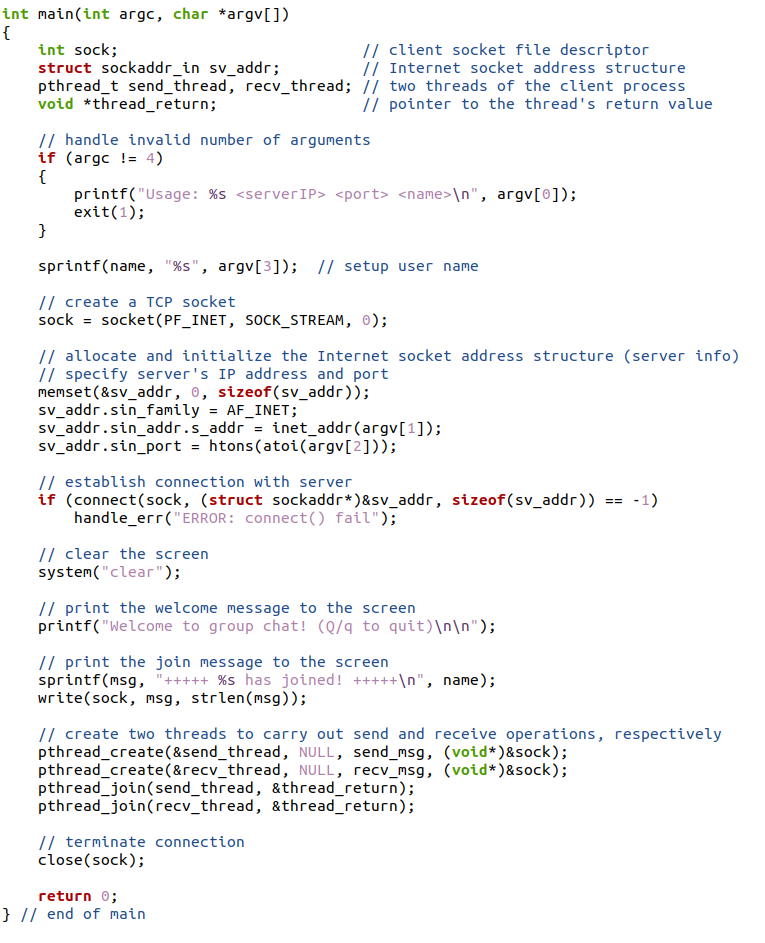 int main(int argc, char *argv[])
{
    int sock;                           // client socket file descriptor
    struct sockaddr_in sv_addr;         // Internet socket address structure
    pthread_t send_thread, recv_thread; // two threads of the client process
    void *thread_return;                // pointer to the thread's return value

    // handle invalid number of arguments
    if (argc != 4)
    {
        printf("Usage: %s <serverIP> <port> <name>\n", argv[0]);
        exit(1);
    }

    sprintf(name, "%s", argv[3]);  // setup user name

    // create a TCP socket
    sock = socket(PF_INET, SOCK_STREAM, 0);

    // allocate and initialize the Internet socket address structure (server info)
    // specify server's IP address and port
    memset(&sv_addr, 0, sizeof(sv_addr));
    sv_addr.sin_family = AF_INET;
    sv_addr.sin_addr.s_addr = inet_addr(argv[1]);
    sv_addr.sin_port = htons(atoi(argv[2]));

    // establish connection with server
    if (connect(sock, (struct sockaddr*)&sv_addr, sizeof(sv_addr)) == -1)
        handle_err("ERROR: connect() fail");

    // clear the screen
    system("clear");

    // print the welcome message to the screen
    printf("Welcome to group chat! (Q/q to quit)\n\n");

    // print the join message to the screen
    sprintf(msg, "+++++ %s has joined! +++++\n", name);
    write(sock, msg, strlen(msg));

    // create two threads to carry out send and receive operations, respectively
    pthread_create(&send_thread, NULL, send_msg, (void*)&sock);
    pthread_create(&recv_thread, NULL, recv_msg, (void*)&sock);
    pthread_join(send_thread, &thread_return);
    pthread_join(recv_thread, &thread_return);

    // terminate connection
    close(sock);

    return 0;
} // end of main